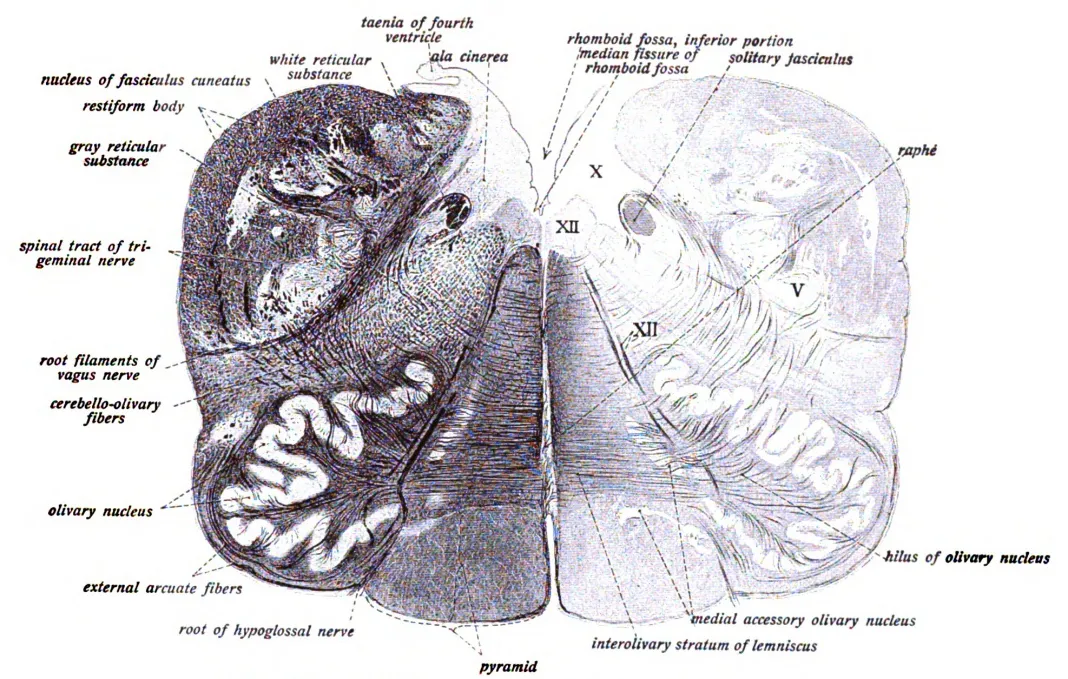 taenia of fourth
ventricle
rhomboid fossa, inferior portion
white reticular
substance
ala cinerea
median fissure of
rhomboid fossa
solitary fasciculus
nucleus of fasciculus cuneatus
restiform body
gray reticular
substance
raphé
X
XII
spinal tract of tri-
geminal nerve
V
XII
root filaments of
vagus nerve
cerebello-olivary
fibers
olivary nucleus
hilus of olivary nucleus
external arcuate fibers
root of hypoglossal nerve
medial accessory olivary nucleus
interolivary stratum of lemniscus
pyramid